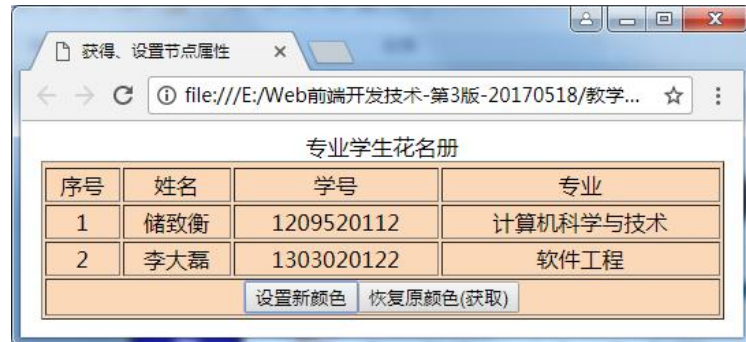 获得、设置节点属性
file:///E:/Web前端开发技术-第3版-20170518/教学...
专业学生花名册
序号 姓名 学号 专业
1 储致衡 1209520112 计算机科学与技术
2 李大磊 1303020122 软件工程
设置新颜色 恢复原颜色(获取)